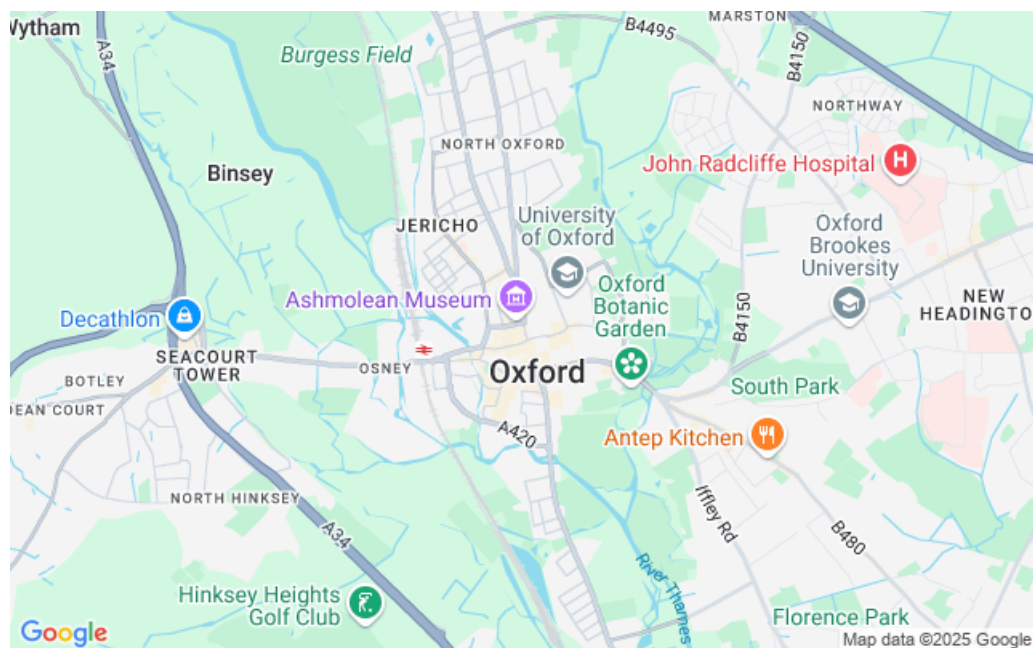 Wytham
A34
Burgess Field
B4495
MARSTON
B4150
NORTHWAY
NORTH OXFORD
John Radcliffe Hospital
H
Binsey
JERICHO
University
of Oxford
Oxford
Brookes
University
Ashmolean Museum
Oxford
Botanic
Garden
B4150
NEW
HEADINGTO
Decathlon
SEACOURT
TOWER
OSNEY
Oxford
BOTLEY
DEAN COURT
South Park
A420
Antep Kitchen
NORTH HINKSEY
A34
Iffley Rd
B480
River Thames
Hinksey Heights
Golf Club
Florence Park
Google
Map data ©2025 Google